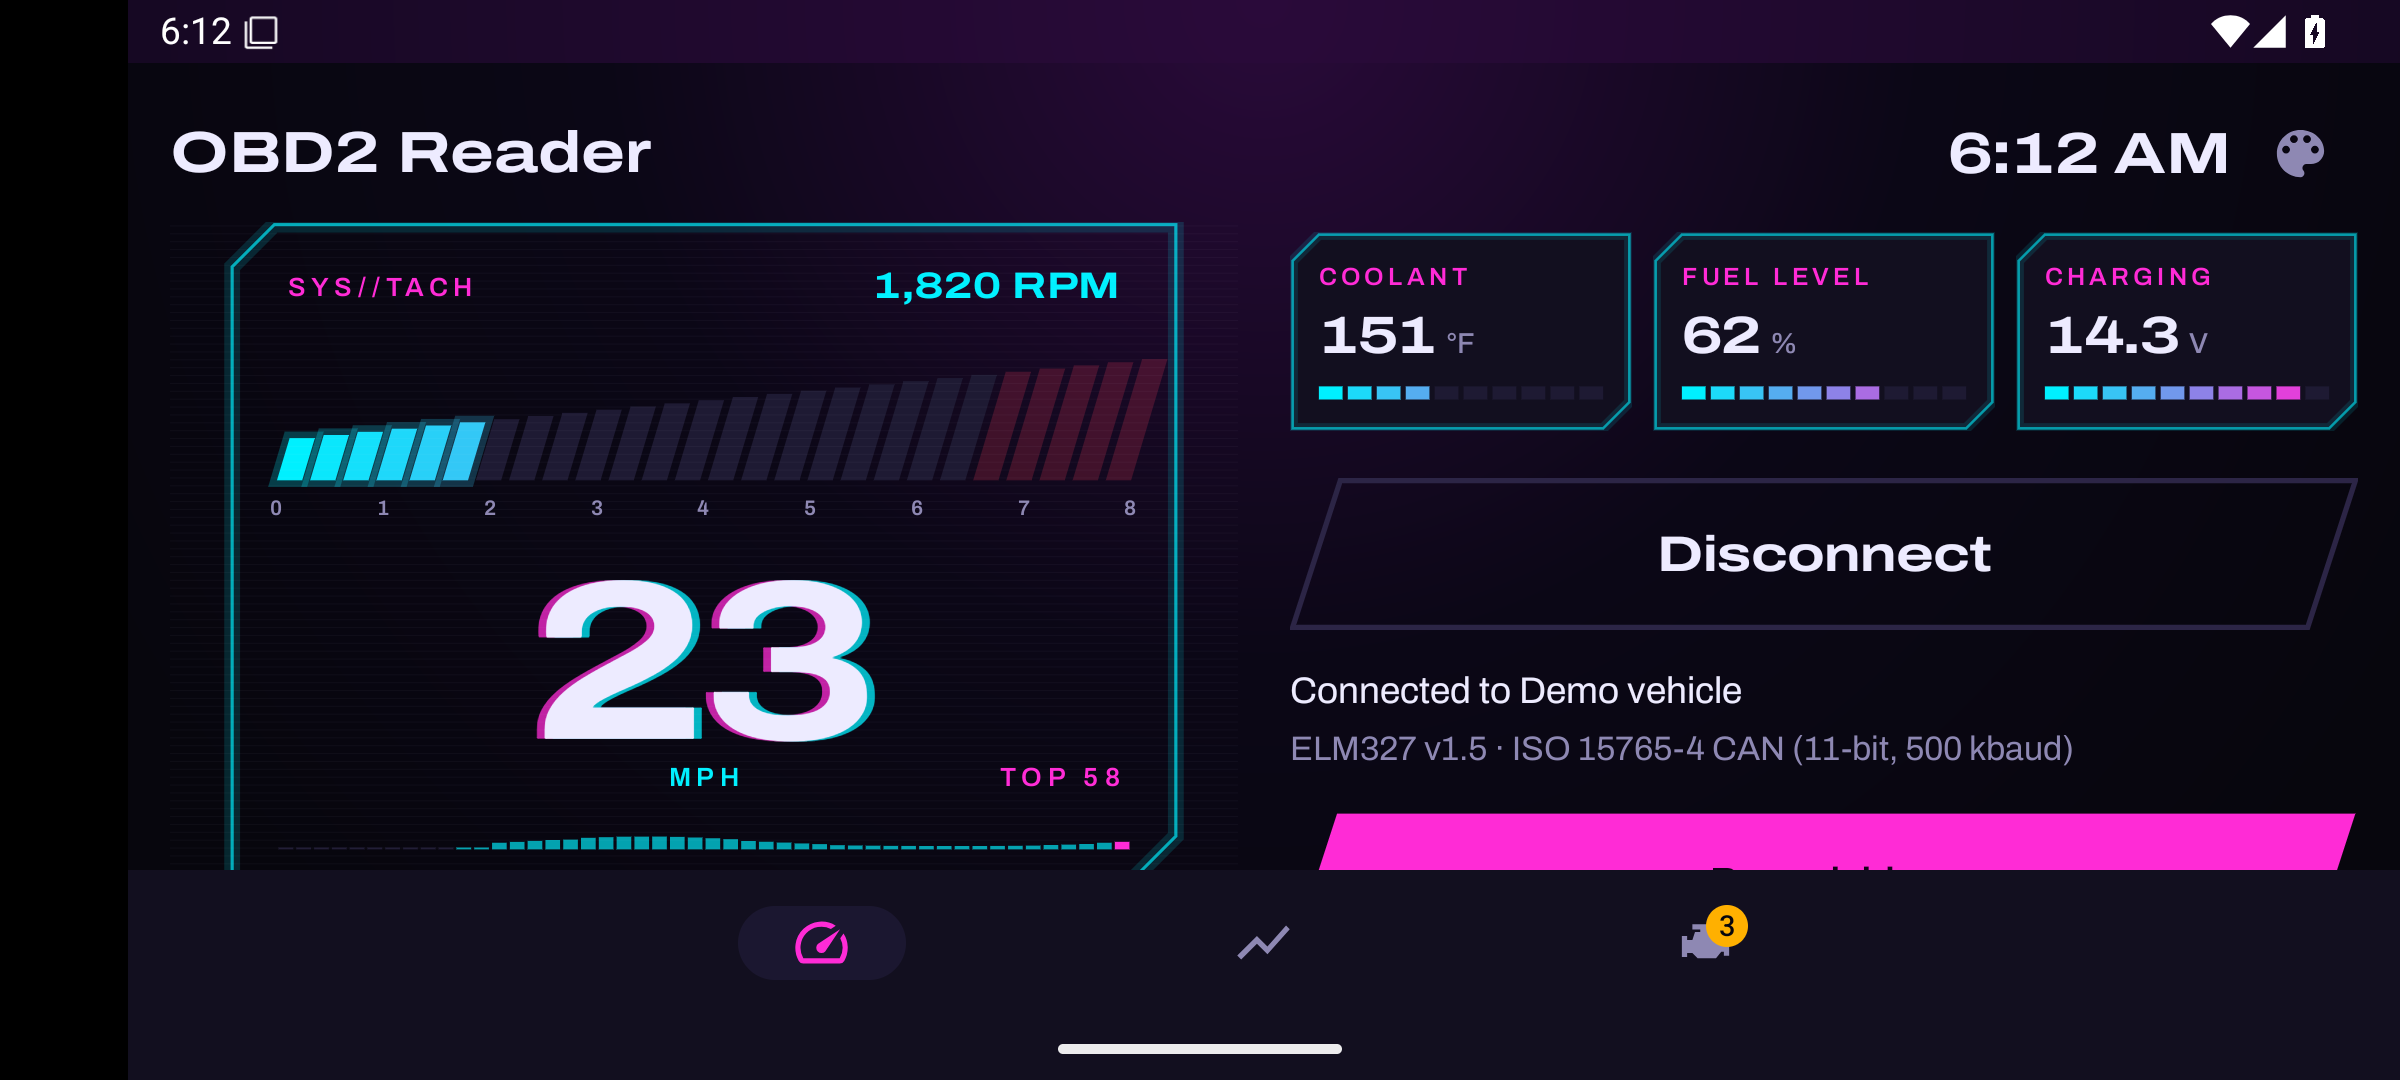 6:12
OBD2 Reader
6:12 AM
SYS//TACH
1,820 RPM
0 1 2 3 4 5 6 7 8
23
MPH
TOP 58
COOLANT
151 °F
FUEL LEVEL
62 %
CHARGING
14.3 V
Disconnect
Connected to Demo vehicle
ELM327 v1.5 · ISO 15765-4 CAN (11-bit, 500 kbaud)
3